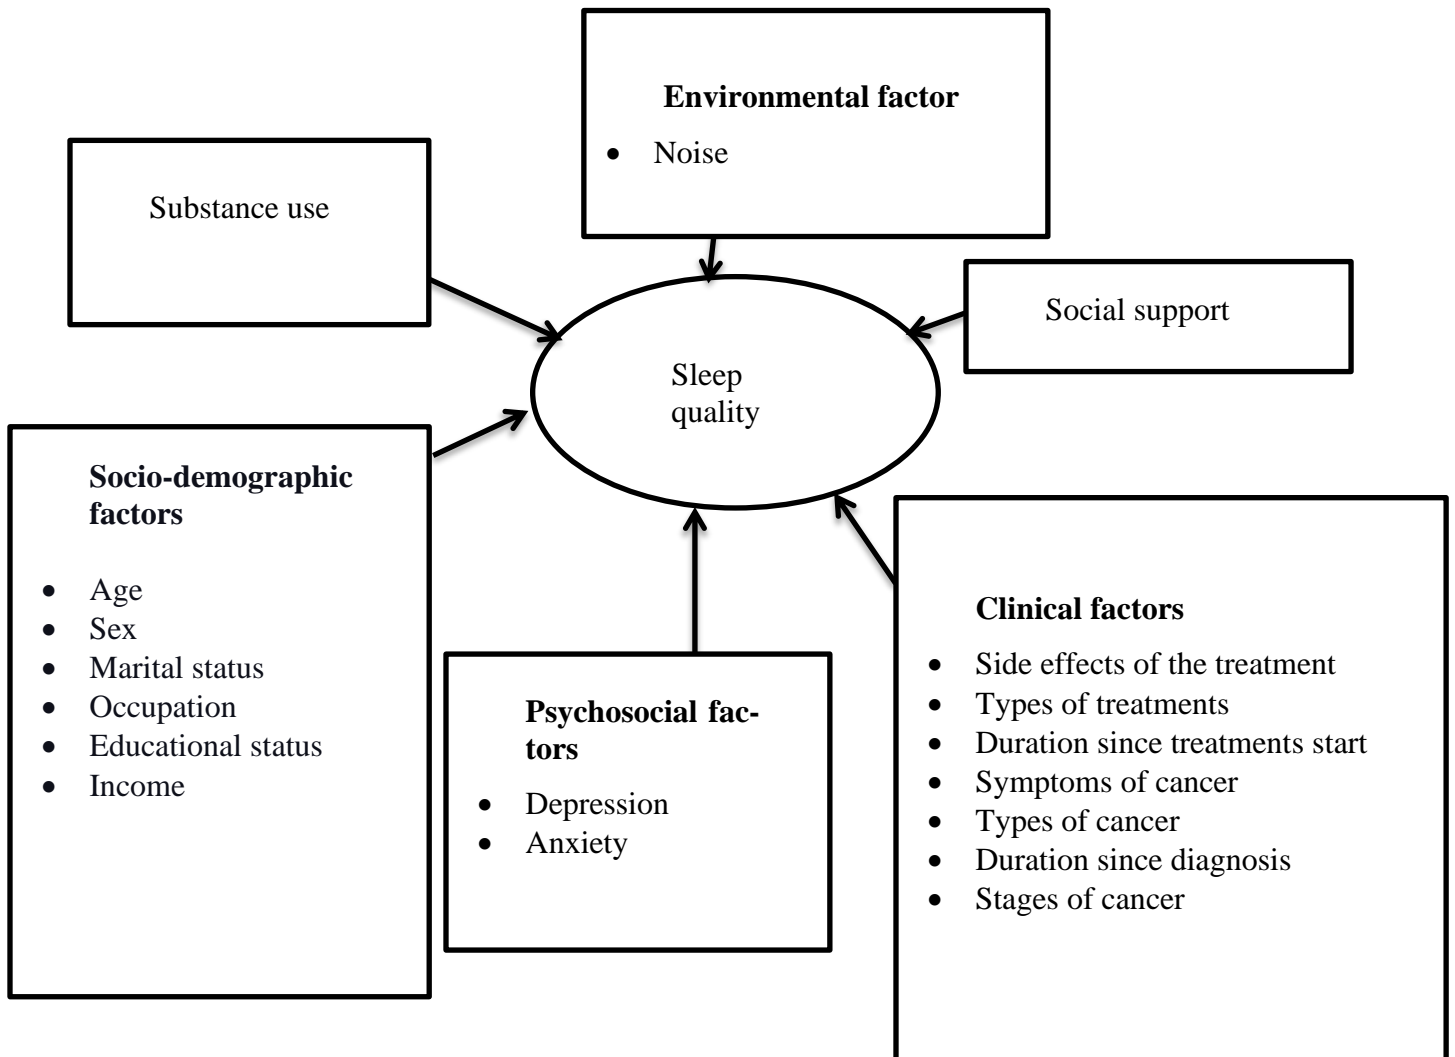 Environmental factor
• Noise
Substance use
Social support
Sleep
quality
Socio-demographic
factors
• Age
• Sex
• Marital status
• Occupation
• Educational status
• Income
Psychosocial fac-
tors
• Depression
• Anxiety
Clinical factors
• Side effects of the treatment
• Types of treatments
• Duration since treatments start
• Symptoms of cancer
• Types of cancer
• Duration since diagnosis
• Stages of cancer